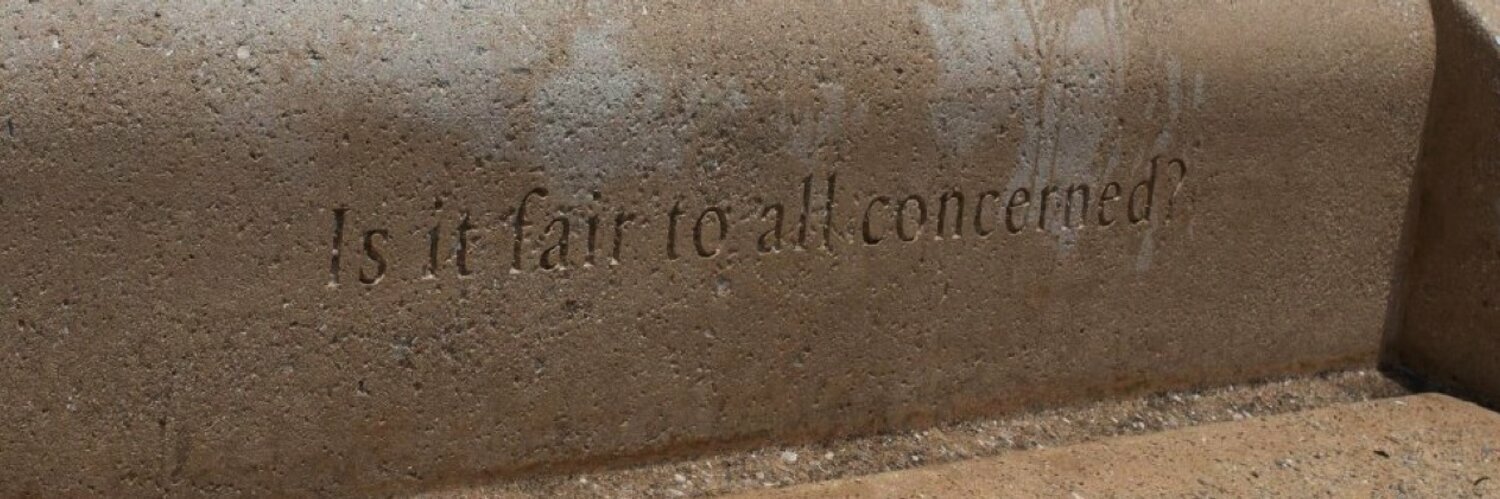 Is it fair to all concerned?